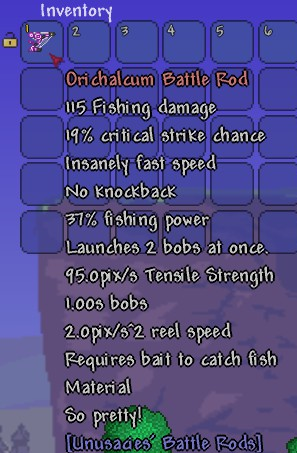 Inventory
1 2 3 4 5 6
Orichalcum Battle Rod
115 Fishing damage
19% critical strike chance
Insanely fast speed
No knockback
37% fishing power
Launches 2 bobs at once.
95.0pix/s Tensile Strength
1.00s bobs
2.0pix/s^2 reel speed
Requires bait to catch fish
Material
So pretty!
[Unusacies' Battle Rods]